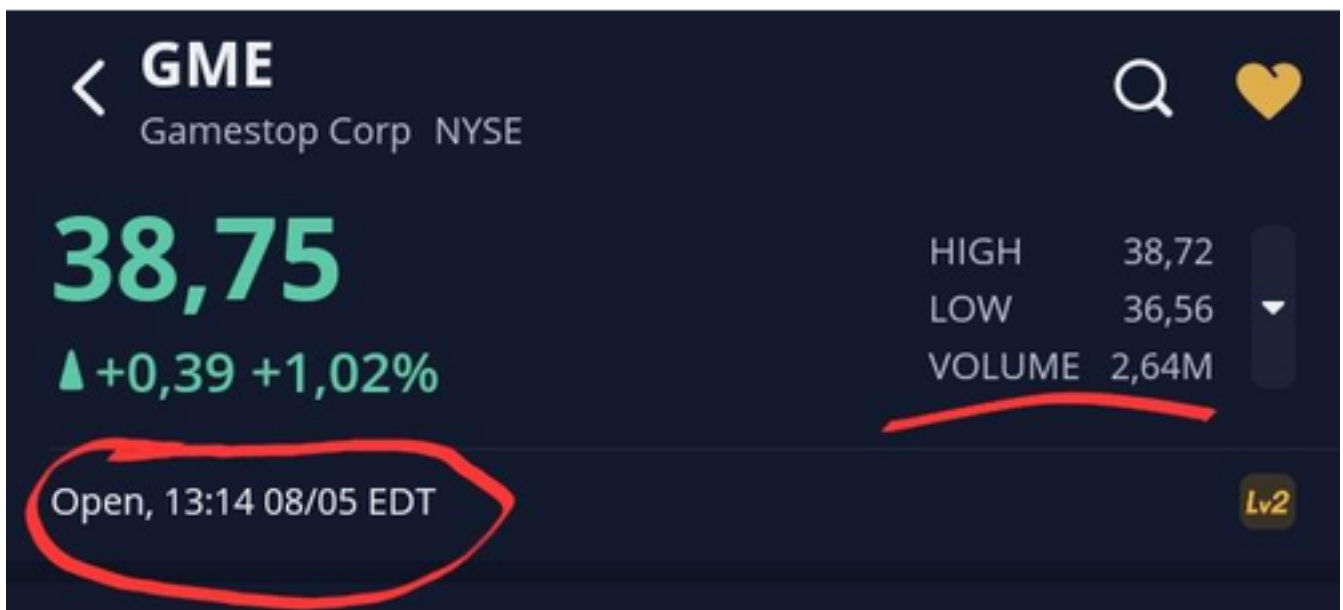 GME
Gamestop Corp NYSE
38,75
+0,39 +1,02%
HIGH 38,72
LOW 36,56
VOLUME 2,64M
Open, 13:14 08/05 EDT
Lv2